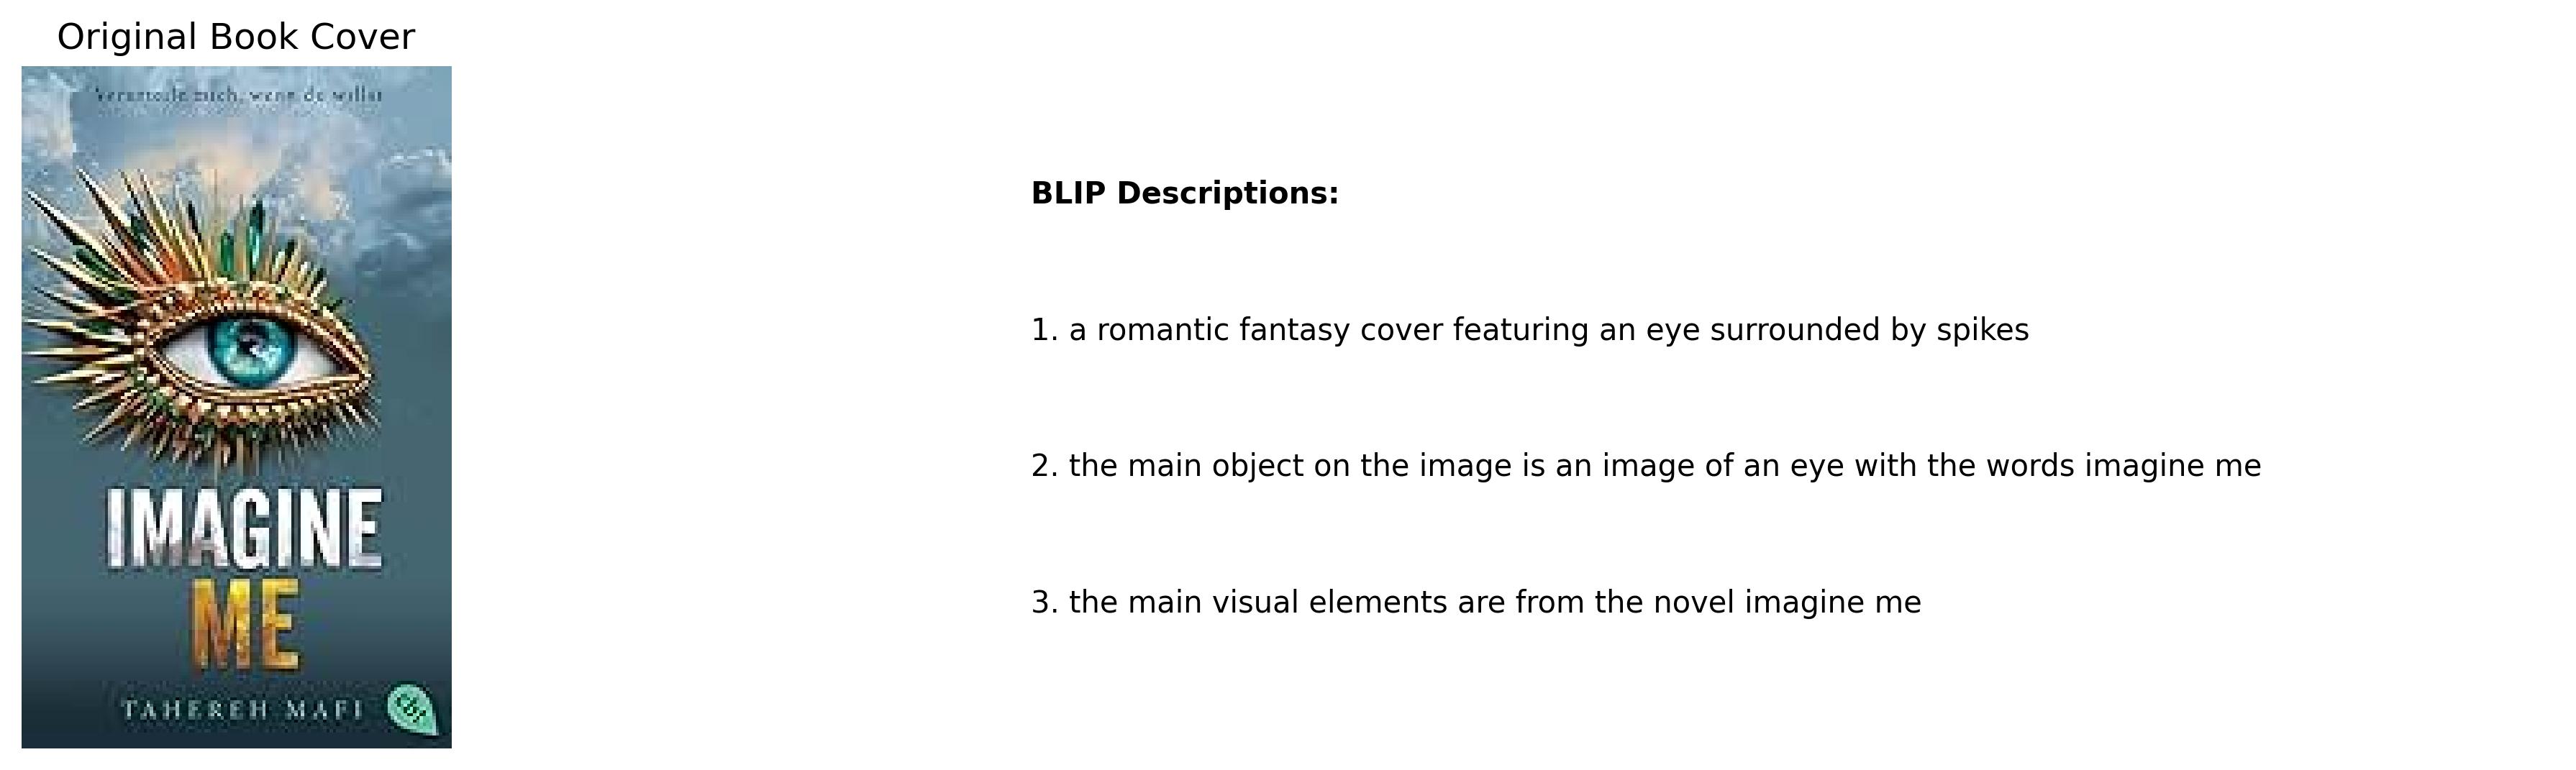 Original Book Cover
mich, wenn du willst
IMAGINE
ME
TAHEREH MAFI
cbt
BLIP Descriptions:
1. a romantic fantasy cover featuring an eye surrounded by spikes
2. the main object on the image is an image of an eye with the words imagine me
3. the main visual elements are from the novel imagine me